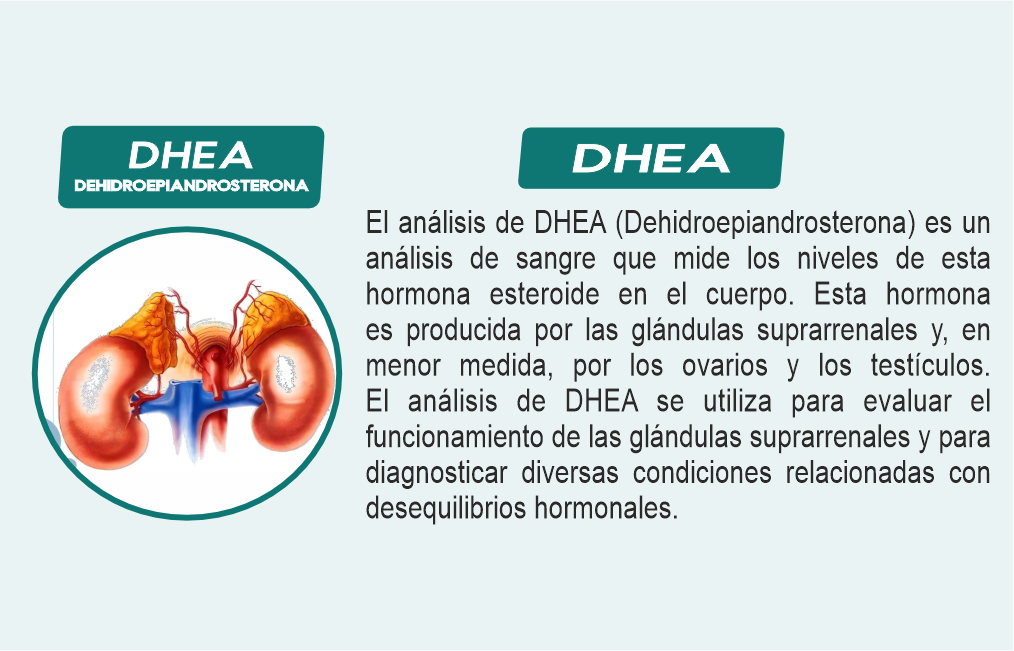 DHEA
DEHIDROEPIANDROSTERONA
DHEA
El análisis de DHEA (Dehidroepiandrosterona) es un
análisis de sangre que mide los niveles de esta
hormona esteroide en el cuerpo. Esta hormona
es producida por las glándulas suprarrenales y, en
menor medida, por los ovarios y los testículos.
El análisis de DHEA se utiliza para evaluar el
funcionamiento de las glándulas suprarrenales y para
diagnosticar diversas condiciones relacionadas con
desequilibrios hormonales.